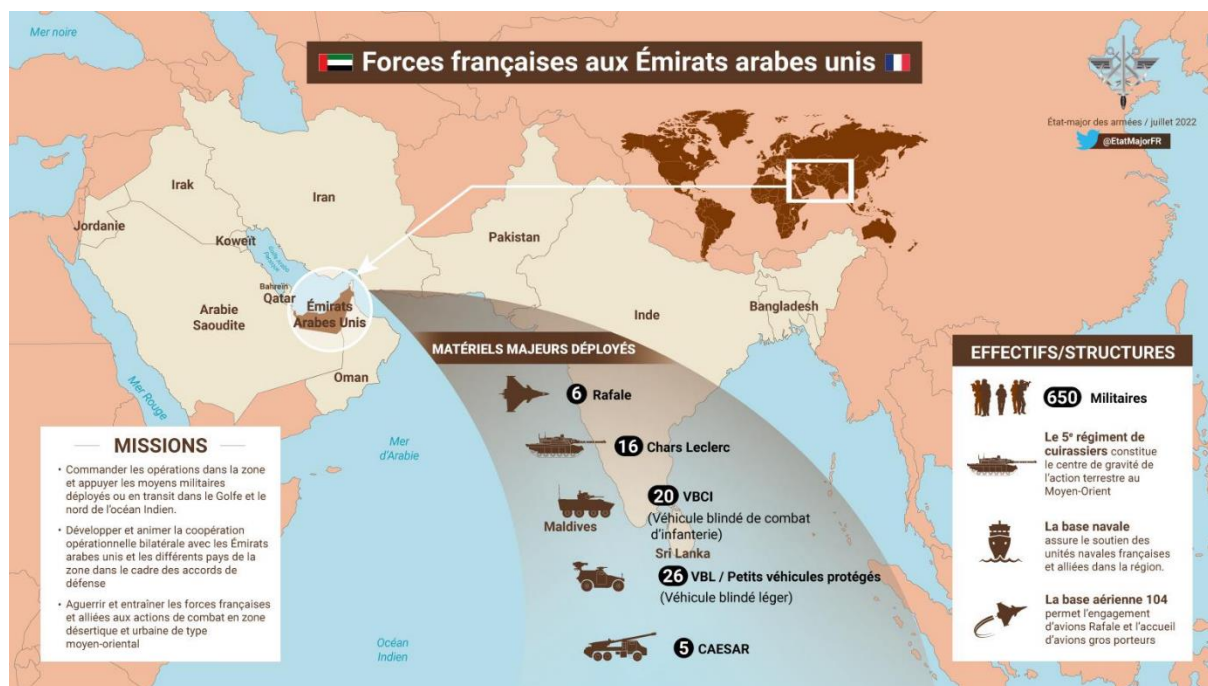 Mer noire
Forces françaises aux Émirats arabes unis
État-major des armées / juillet 2022
@EtatMajorFR
Irak
Iran
Jordanie
Koweït
Golfe Arabo
Persique
Bahreïn
Qatar
Émirats
Arabes Unis
Arabie
Saoudite
Oman
Mer Rouge
Pakistan
Inde
Bangladesh
Mer
d'Arabie
Maldives
Sri Lanka
Océan
Indien
MISSIONS
• Commander les opérations dans la zone
et appuyer les moyens militaires
déployés ou en transit dans le Golfe et le
nord de l'océan Indien.
• Développer et animer la coopération
opérationnelle bilatérale avec les Émirats
arabes unis et les différents pays de la
zone dans le cadre des accords de
défense
• Aguerrir et entraîner les forces françaises
et alliées aux actions de combat en zone
désertique et urbaine de type
moyen-oriental
MATÉRIELS MAJEURS DÉPLOYÉS
6 Rafale
16 Chars Leclerc
20 VBCI
(Véhicule blindé de combat
d'infanterie)
26 VBL / Petits véhicules protégés
(Véhicule blindé léger)
5 CAESAR
EFFECTIFS/STRUCTURES
650 Militaires
Le 5e régiment de
cuirassiers constitue
le centre de gravité de
l'action terrestre au
Moyen-Orient
La base navale
assure le soutien des
unités navales françaises
et alliées dans la région.
La base aérienne 104
permet l'engagement
d'avions Rafale et l'accueil
d'avions gros porteurs